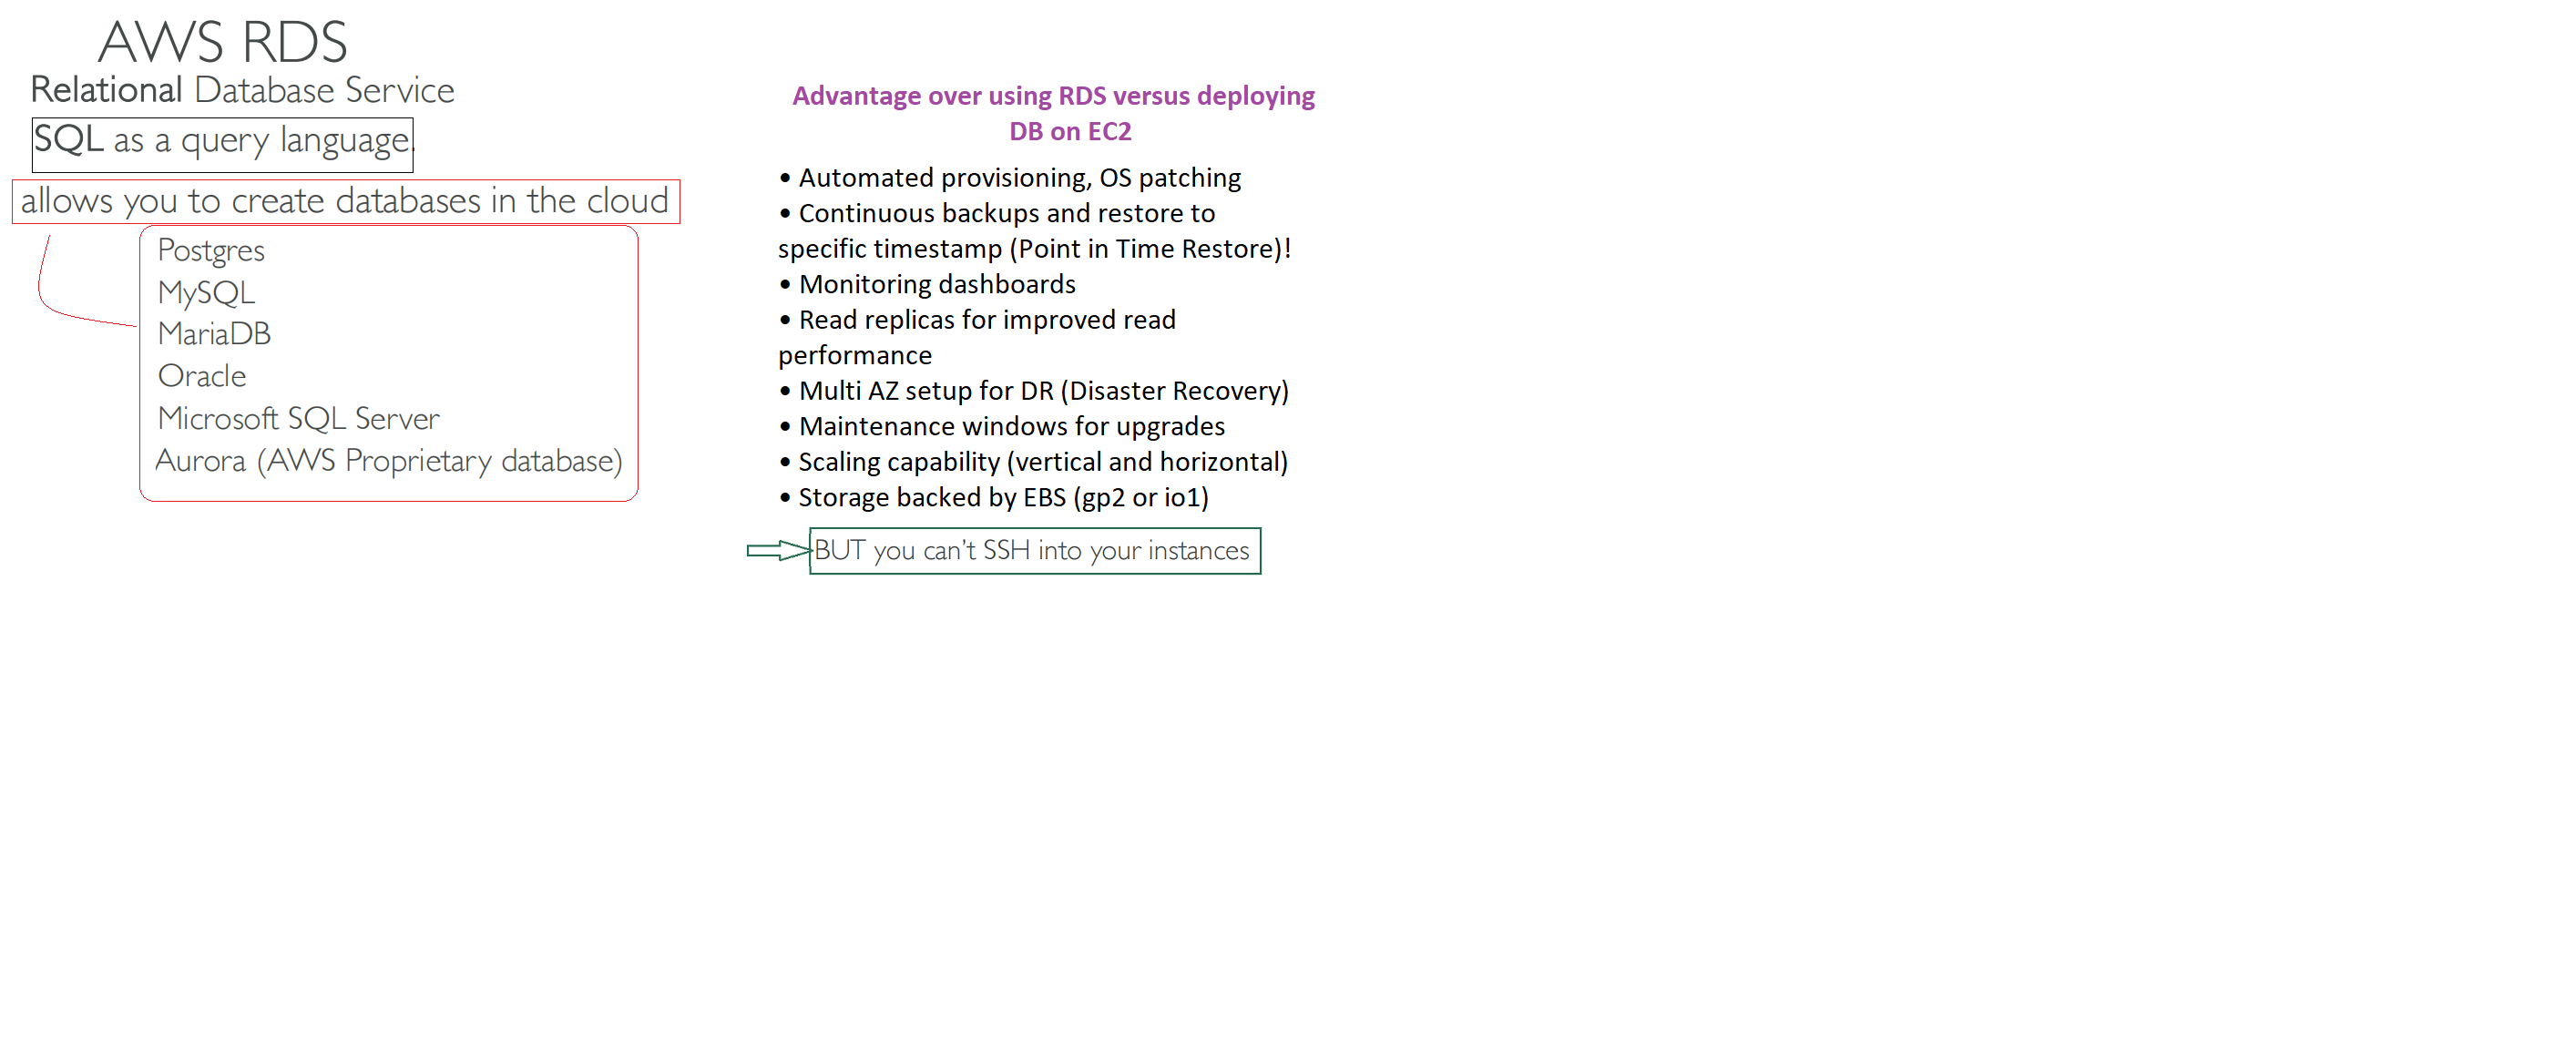 AWS RDS
Relational Database Service
SQL as a query language.
allows you to create databases in the cloud
Postgres
MySQL
MariaDB
Oracle
Microsoft SQL Server
Aurora (AWS Proprietary database)
Advantage over using RDS versus deploying
DB on EC2
• Automated provisioning, OS patching
• Continuous backups and restore to
specific timestamp (Point in Time Restore)!
• Monitoring dashboards
• Read replicas for improved read
performance
• Multi AZ setup for DR (Disaster Recovery)
• Maintenance windows for upgrades
• Scaling capability (vertical and horizontal)
• Storage backed by EBS (gp2 or io1)
BUT you can’t SSH into your instances